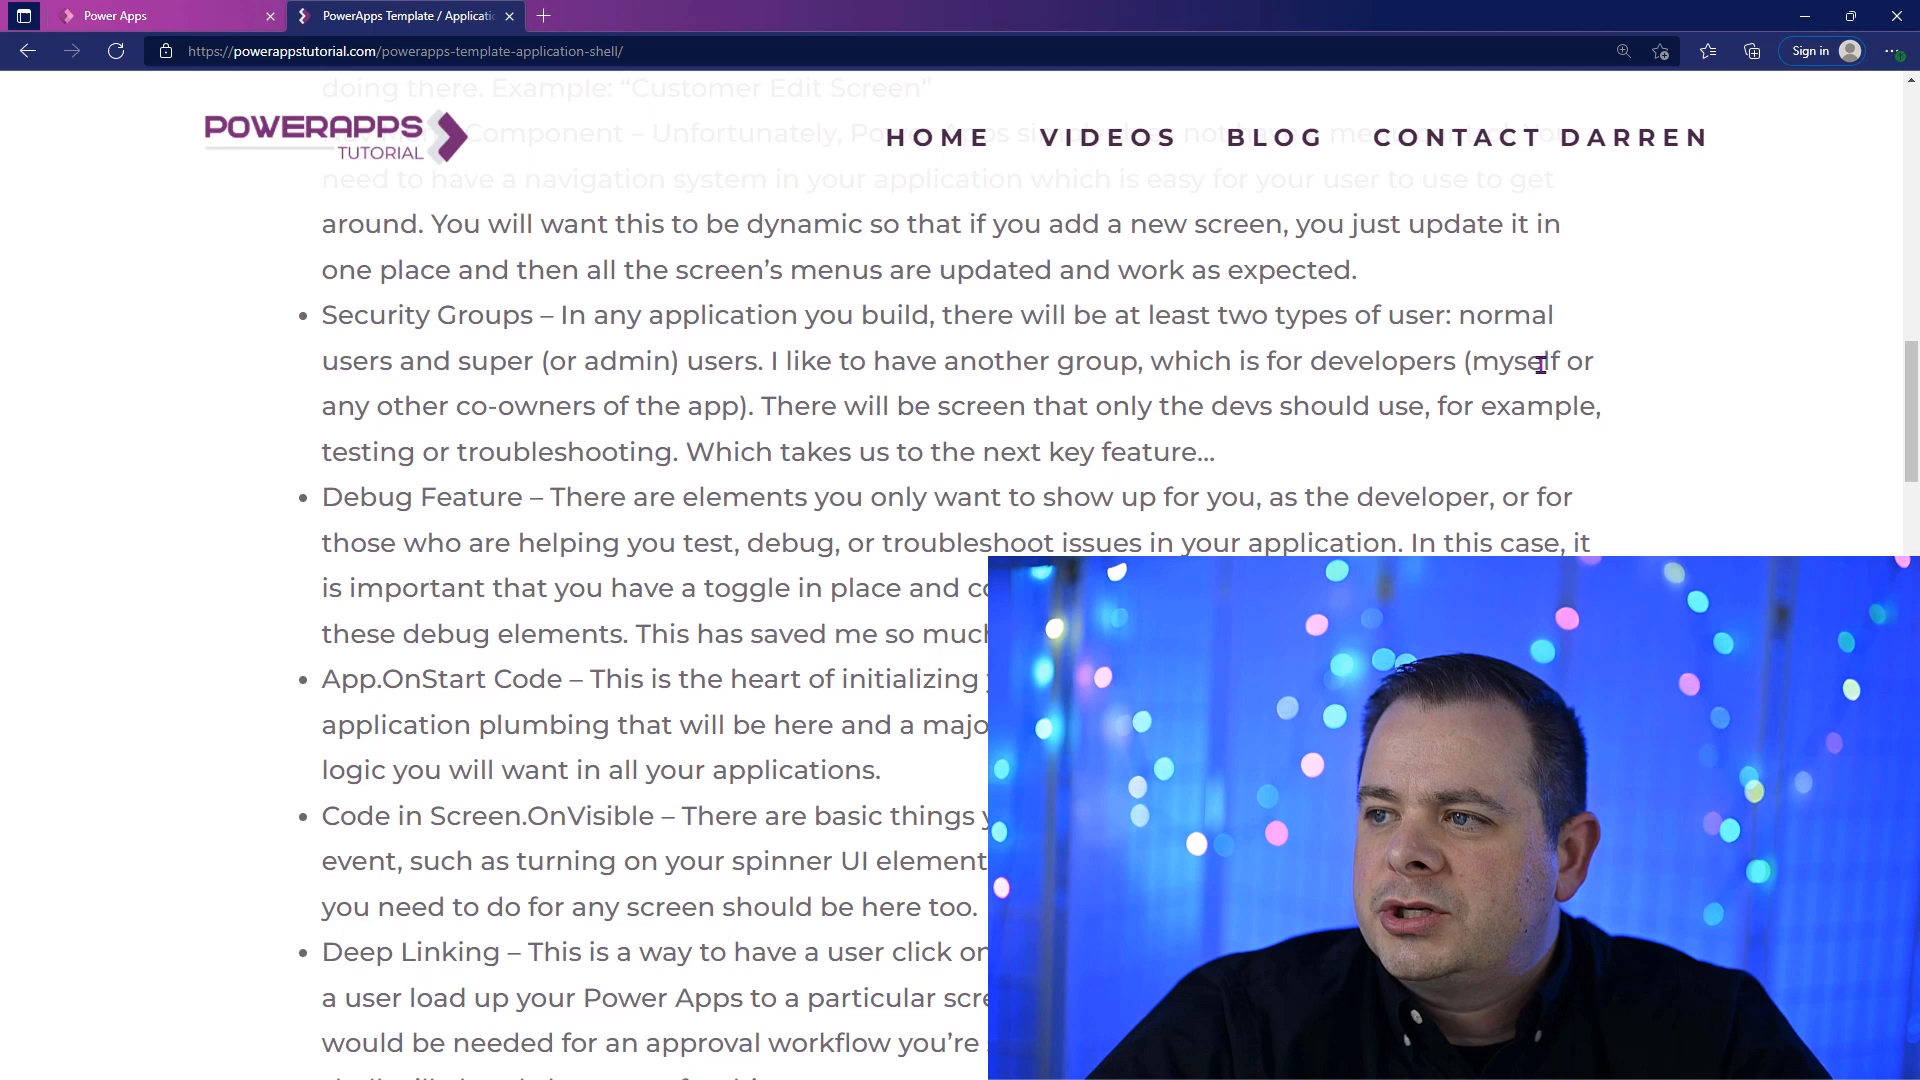 Power Apps
PowerApps Template / Applicatio
https://powerappstutorial.com/powerapps-template-application-shell/
Sign in
doing there. Example: “Customer Edit Screen”
POWERAPPS
TUTORIAL
HOME
VIDEOS
BLOG
CONTACT DARREN
Component – Unfortunately,
need to have a navigation system in your application which is easy for your user to use to get
around. You will want this to be dynamic so that if you add a new screen, you just update it in
one place and then all the screen’s menus are updated and work as expected.
• Security Groups – In any application you build, there will be at least two types of user: normal
users and super (or admin) users. I like to have another group, which is for developers (myself or
any other co-owners of the app). There will be screen that only the devs should use, for example,
testing or troubleshooting. Which takes us to the next key feature…
• Debug Feature – There are elements you only want to show up for you, as the developer, or for
those who are helping you test, debug, or troubleshoot issues in your application. In this case, it
is important that you have a toggle in place and
these debug elements. This has saved me so much
• App.OnStart Code – This is the heart of initializing
application plumbing that will be here and a
logic you will want in all your applications.
• Code in Screen.OnVisible – There are basic things
event, such as turning on your spinner UI element
you need to do for any screen should be here too.
• Deep Linking – This is a way to have a user click
a user load up your Power Apps to a particular
would be needed for an approval workflow you’re